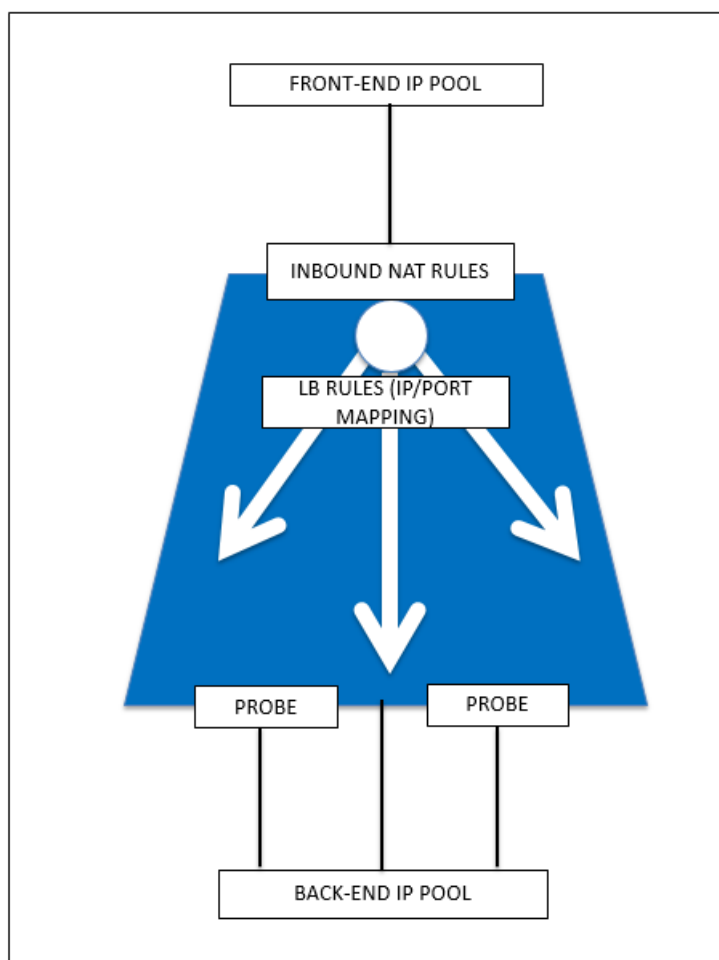 FRONT-END IP POOL
INBOUND NAT RULES
LB RULES (IP/PORT
MAPPING)
PROBE
PROBE
BACK-END IP POOL